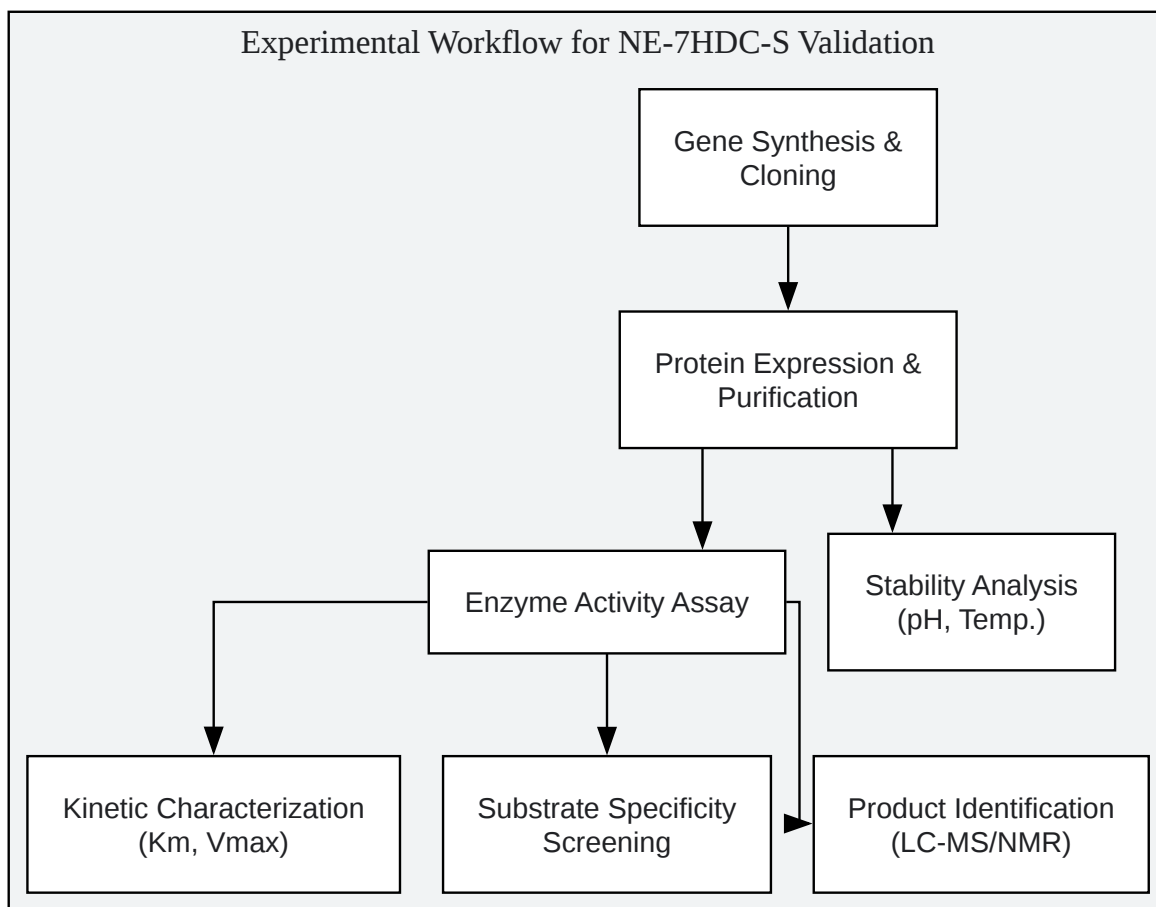 Experimental Workflow for NE-7HDC-S Validation
Gene Synthesis &
Cloning
Protein Expression &
Purification
Enzyme Activity Assay
Stability Analysis
(pH, Temp.)
Kinetic Characterization
(Km, Vmax)
Substrate Specificity
Screening
Product Identification
(LC-MS/NMR)